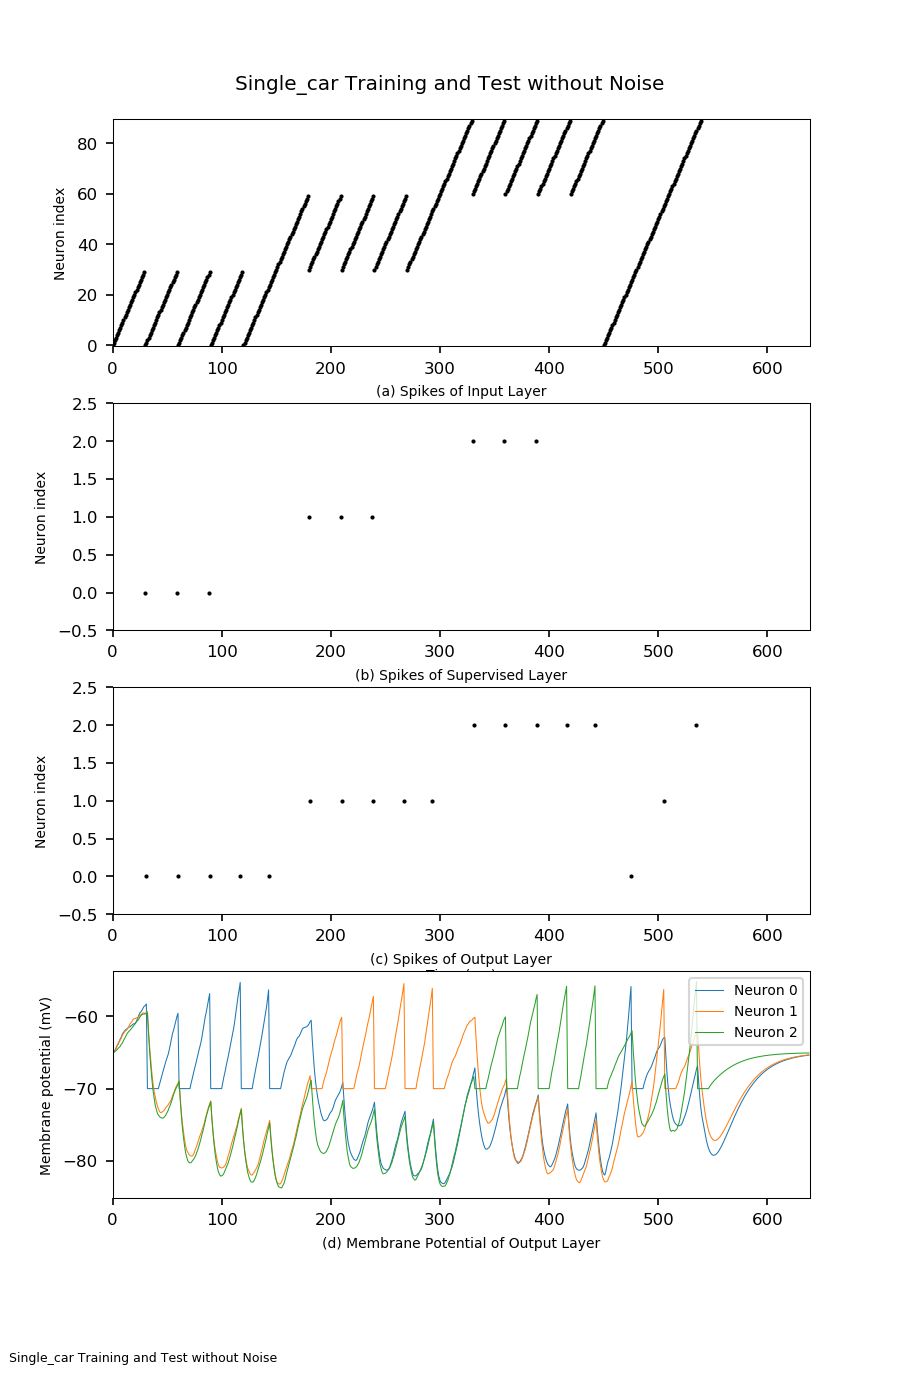 Single_car Training and Test without Noise
80
60
40
20
0
Neuron index
0 100 200 300 400 500 600
(a) Spikes of Input Layer
2.5
2.0
1.5
1.0
0.5
0.0
−0.5
Neuron index
0 100 200 300 400 500 600
(b) Spikes of Supervised Layer
2.5
2.0
1.5
1.0
0.5
0.0
−0.5
Neuron index
0 100 200 300 400 500 600
(c) Spikes of Output Layer
−60
−70
−80
Membrane potential (mV)
Neuron 0
Neuron 1
Neuron 2
0 100 200 300 400 500 600
(d) Membrane Potential of Output Layer
Single_car Training and Test without Noise